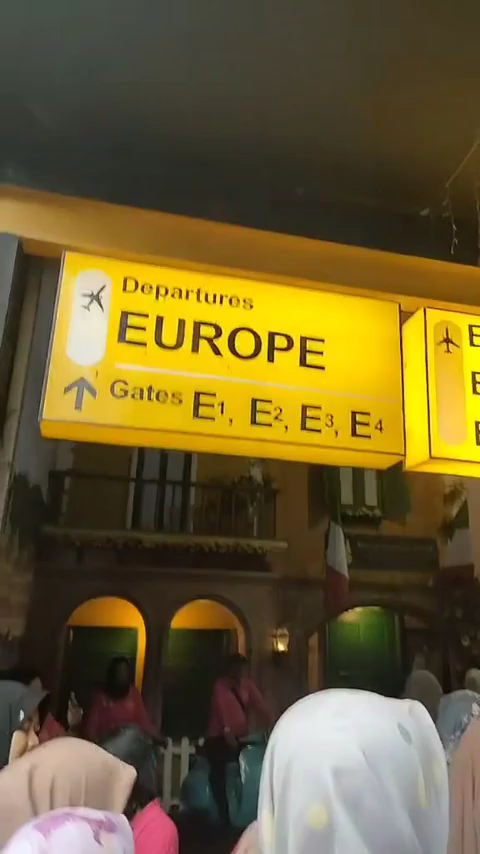 Departures
EUROPE
Gates E1, E2, E3, E4
E
E
E